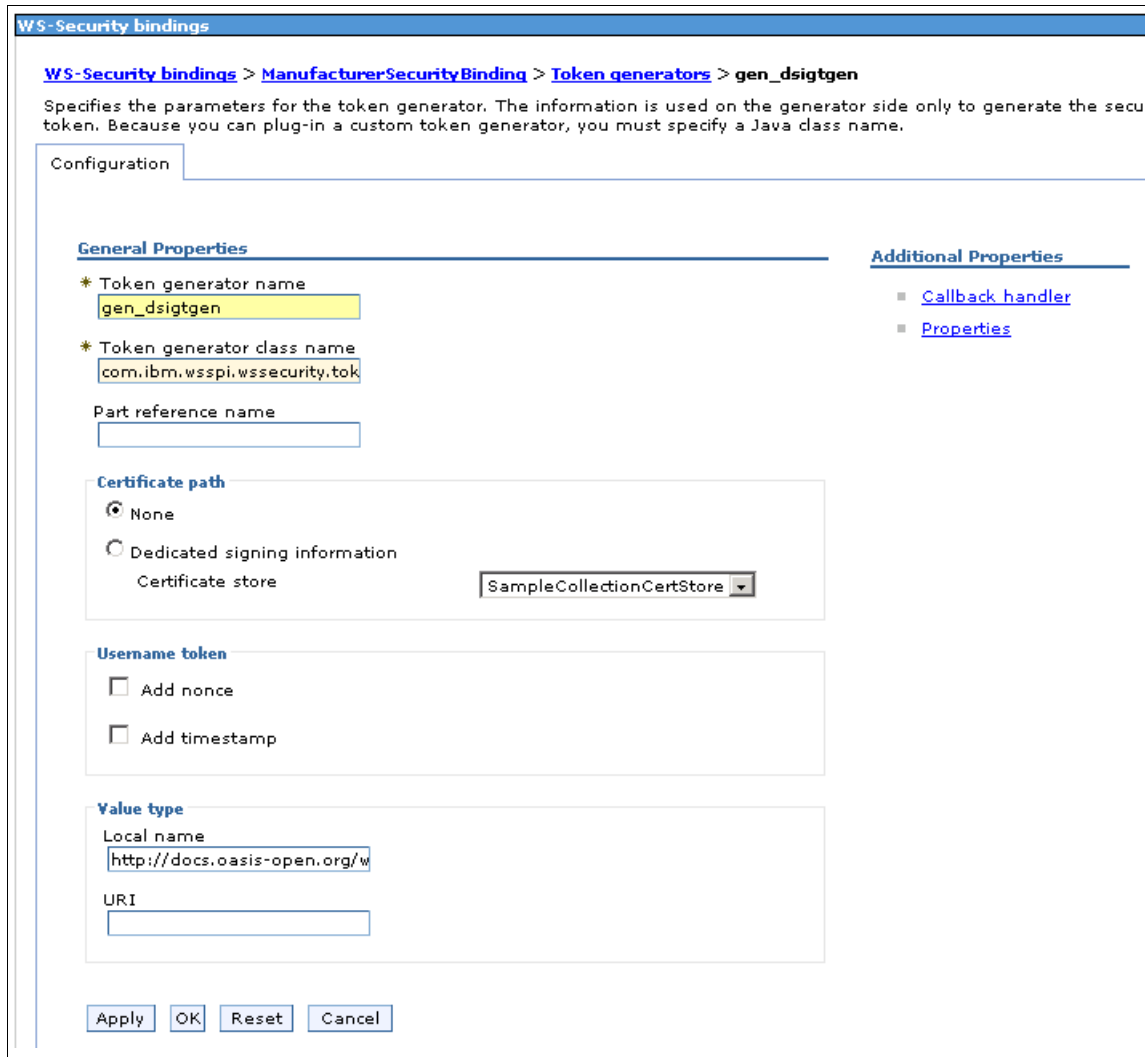 WS-Security bindings
WS-Security bindings > ManufacturerSecurityBinding > Token generators > gen_dsigtgen
Specifies the parameters for the token generator. The information is used on the generator side only to generate the secu
token. Because you can plug-in a custom token generator, you must specify a Java class name.
Configuration
General Properties
Additional Properties
* Token generator name
gen_dsigtgen
Callback handler
Properties
* Token generator class name
com.ibm.wsspi.wssecurity.tok
Part reference name
Certificate path
None
Dedicated signing information
Certificate store SampleCollectionCertStore
Username token
Add nonce
Add timestamp
Value type
Local name
http://docs.oasis-open.org/w
URI
Apply OK Reset Cancel